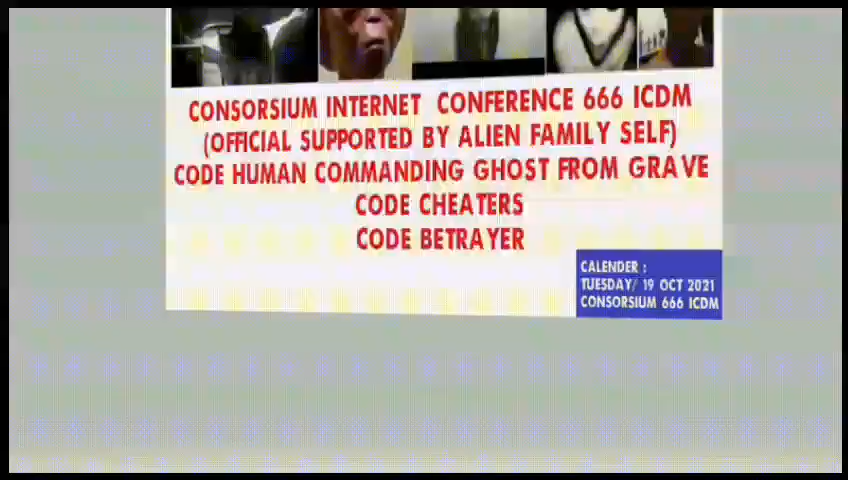 CONSORSIUM INTERNET CONFERENCE 666 ICDM
(OFFICIAL SUPPORTED BY ALIEN FAMILY SELF)
CODE HUMAN COMMANDING GHOST FROM GRAVE
CODE CHEATERS
CODE BETRAYER
CALENDER :
TUESDAY/ 19 OCT 2021
CONSORSIUM 666 ICDM